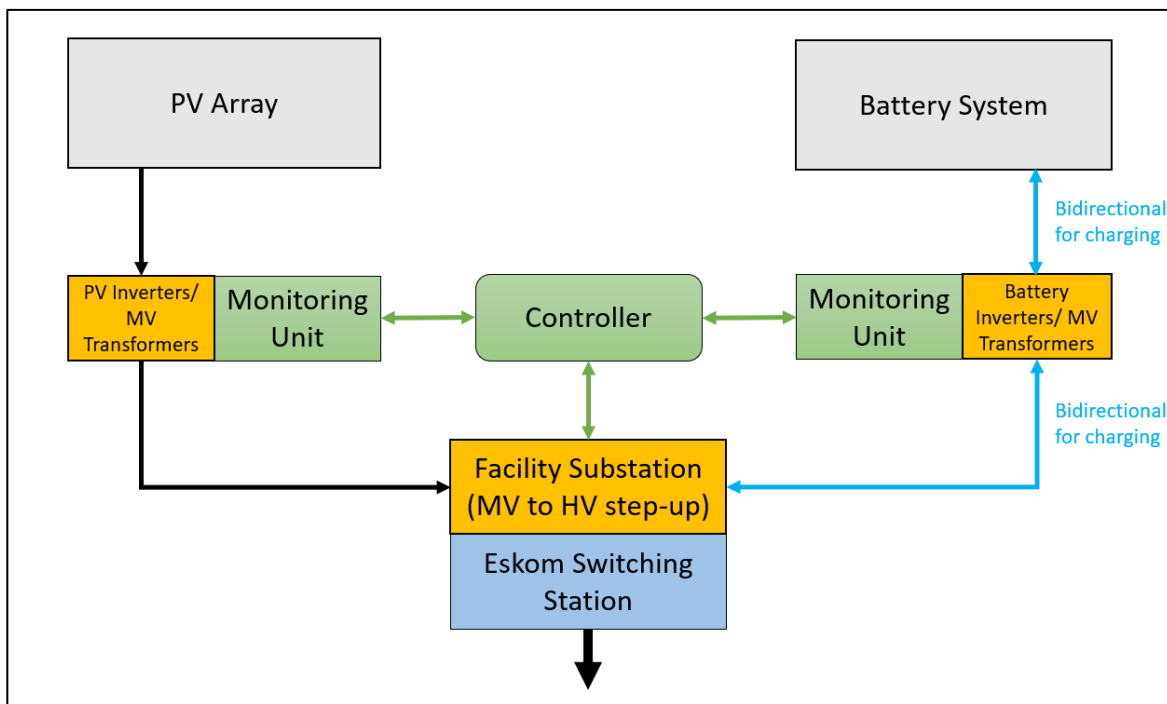 PV Array
Battery System
Bidirectional
for charging
PV Inverters/
MV
Transformers
Monitoring
Unit
Controller
Monitoring
Unit
Battery
Inverters/ MV
Transformers
Bidirectional
for charging
Facility Substation
(MV to HV step-up)
Eskom Switching
Station